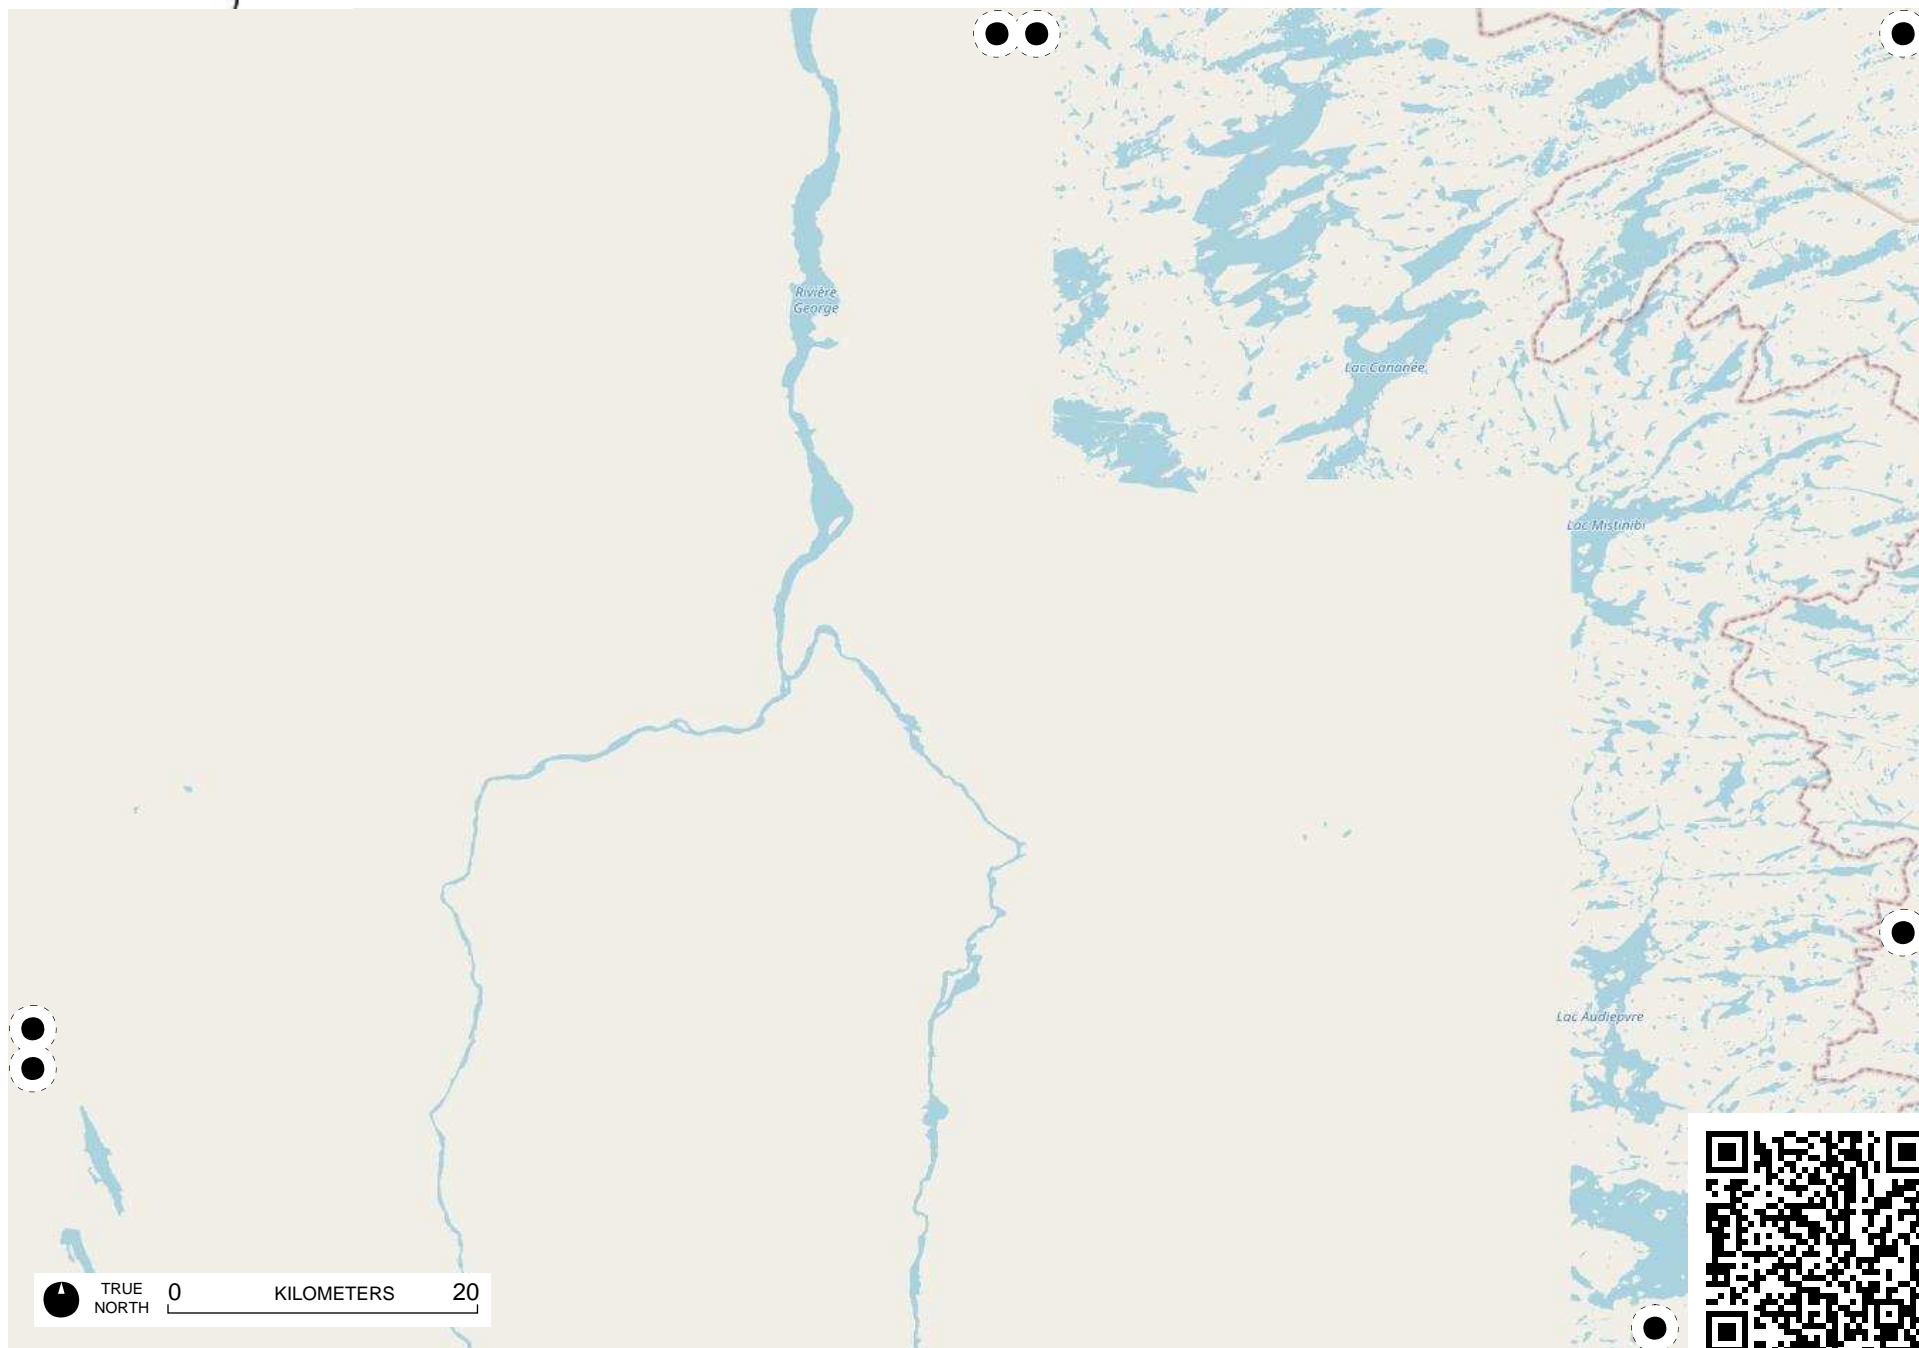 Rivière
George
Lac Cananée
Lac Mistinibi
Lac Audiepvre
TRUE
NORTH
0 KILOMETERS 20